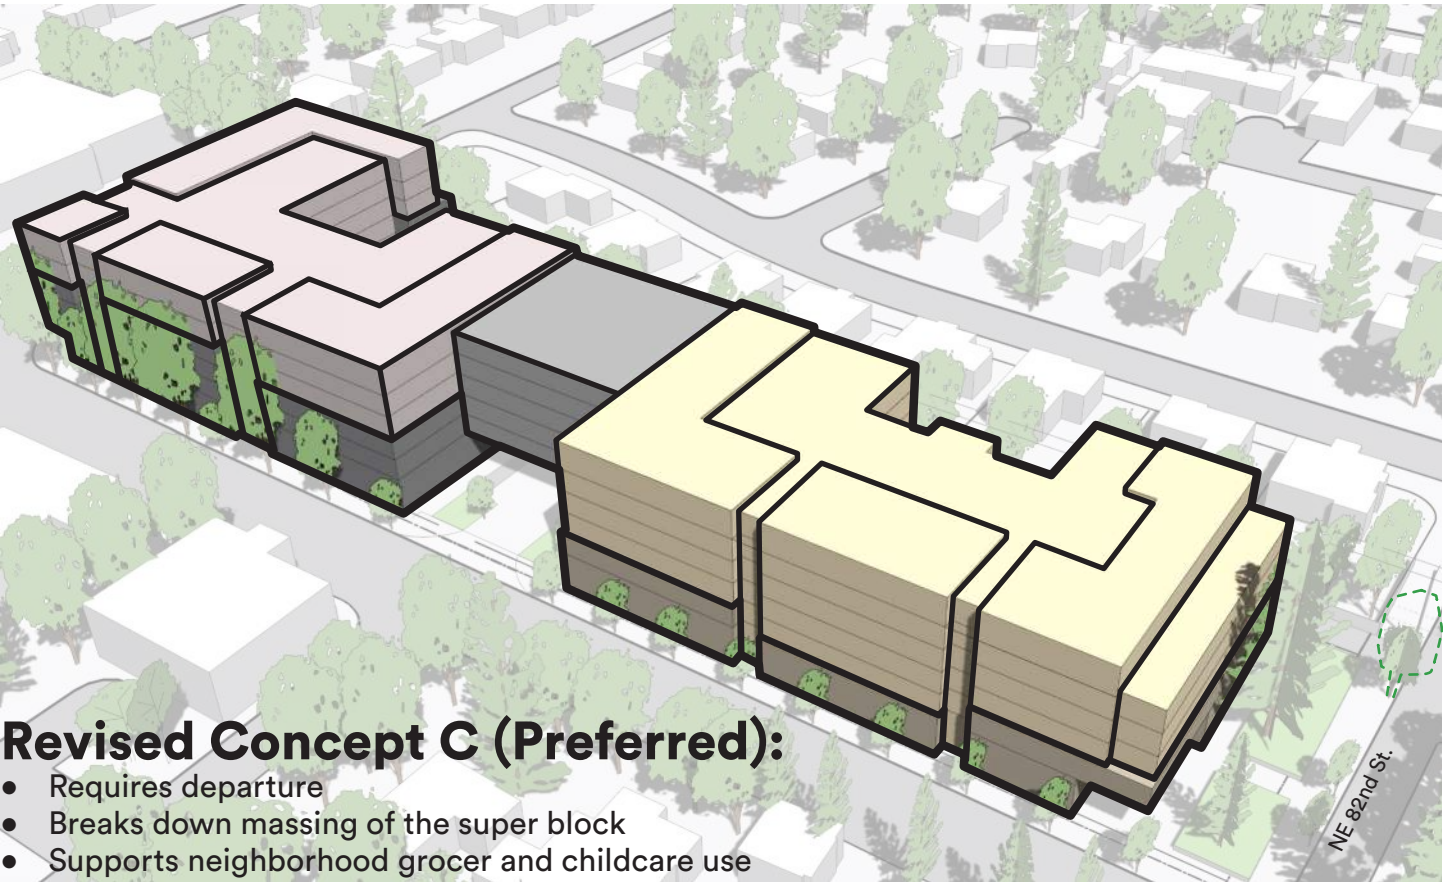 Revised Concept C (Preferred):
• Requires departure
• Breaks down massing of the super block
• Supports neighborhood grocer and childcare use
NE 82nd St.